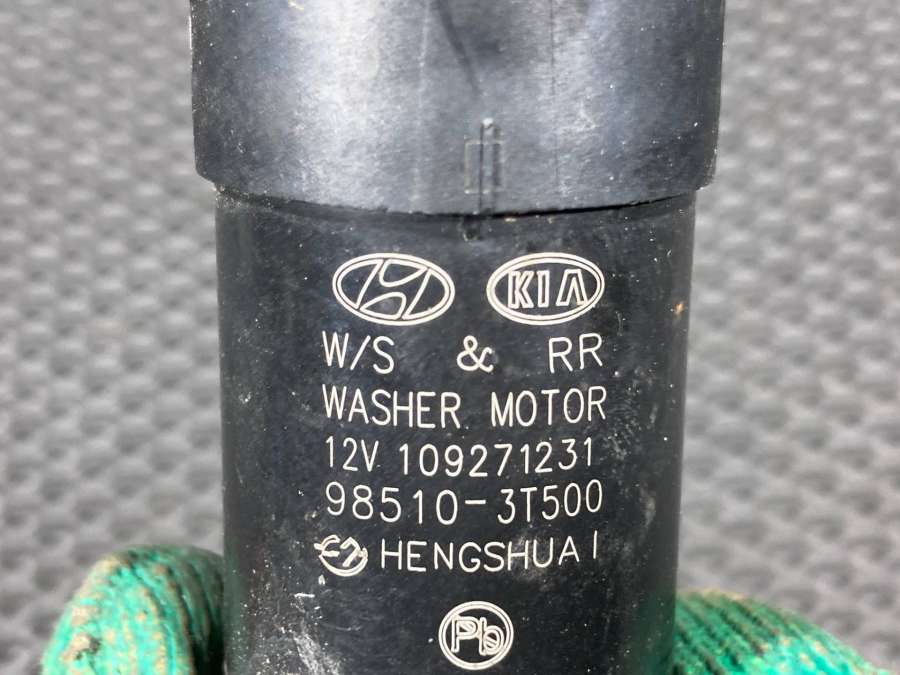 KIA
W/S & RR
WASHER MOTOR
12V 109271231
98510-3T500
HENGSHUAI
Pb